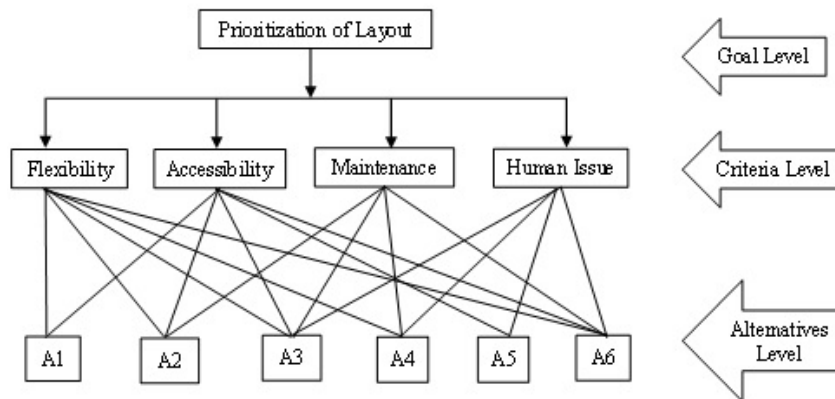 Prioritization of Layout
Goal Level
Flexibility
Accessibility
Maintenance
Human Issue
Criteria Level
A1
A2
A3
A4
A5
A6
Alternatives
Level